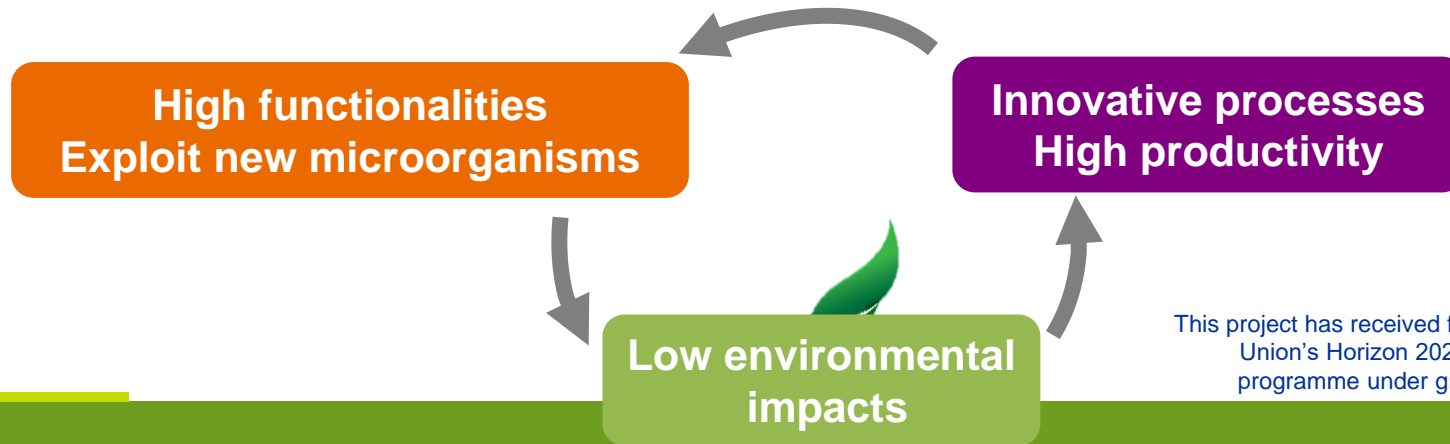 High functionalities
Exploit new microorganisms
Innovative processes
High productivity
Low environmental
impacts
This project has received
Union's Horizon
programme under